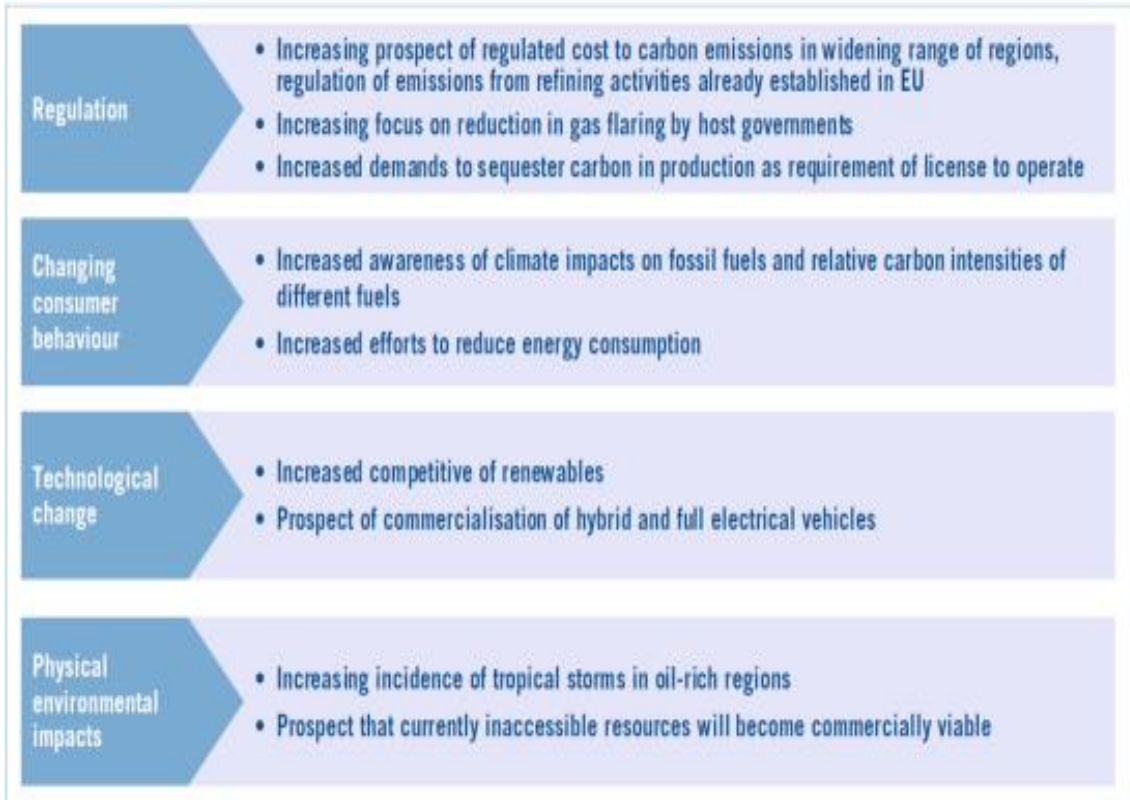 Regulation
• Increasing prospect of regulated cost to carbon emissions in widening range of regions,
regulation of emissions from refining activities already established in EU
• Increasing focus on reduction in gas flaring by host governments
• Increased demands to sequester carbon in production as requirement of license to operate
Changing
consumer
behaviour
• Increased awareness of climate impacts on fossil fuels and relative carbon intensities of
different fuels
• Increased efforts to reduce energy consumption
Technological
change
• Increased competitive of renewables
• Prospect of commercialisation of hybrid and full electrical vehicles
Physical
environmental
impacts
• Increasing incidence of tropical storms in oil-rich regions
• Prospect that currently inaccessible resources will become commercially viable